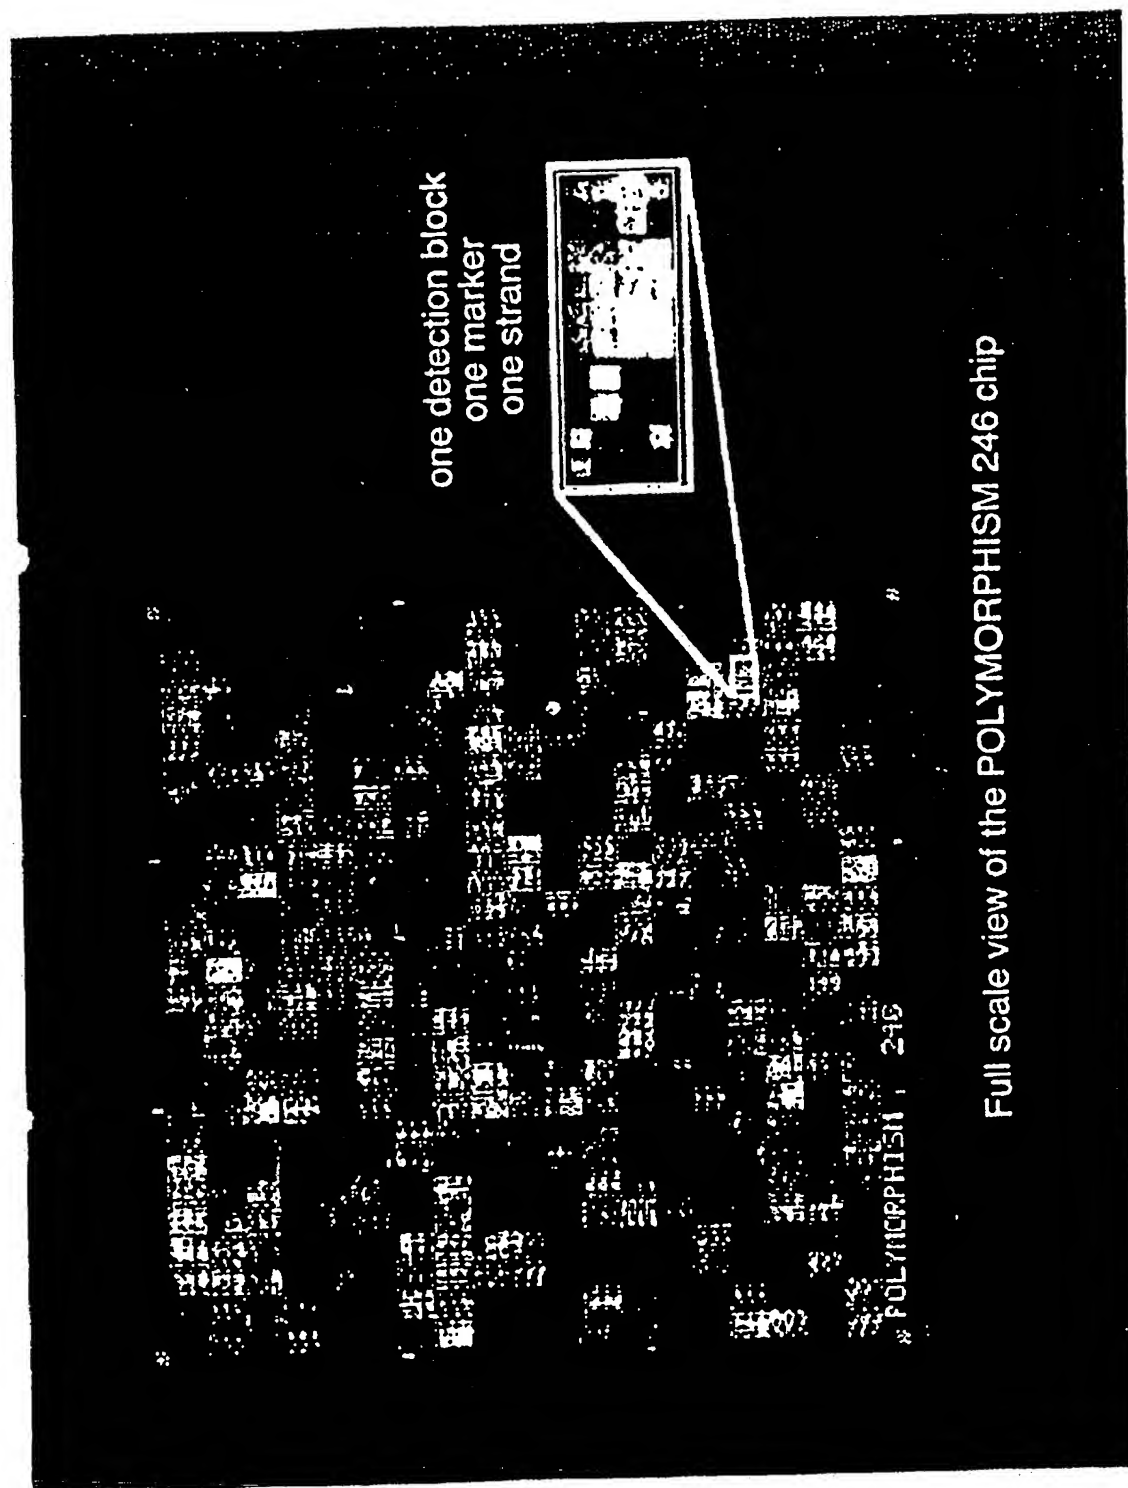 one detection block
one marker
one strand
POLYMORPHISM : 246
Full scale view of the POLYMORPHISM 246 chip